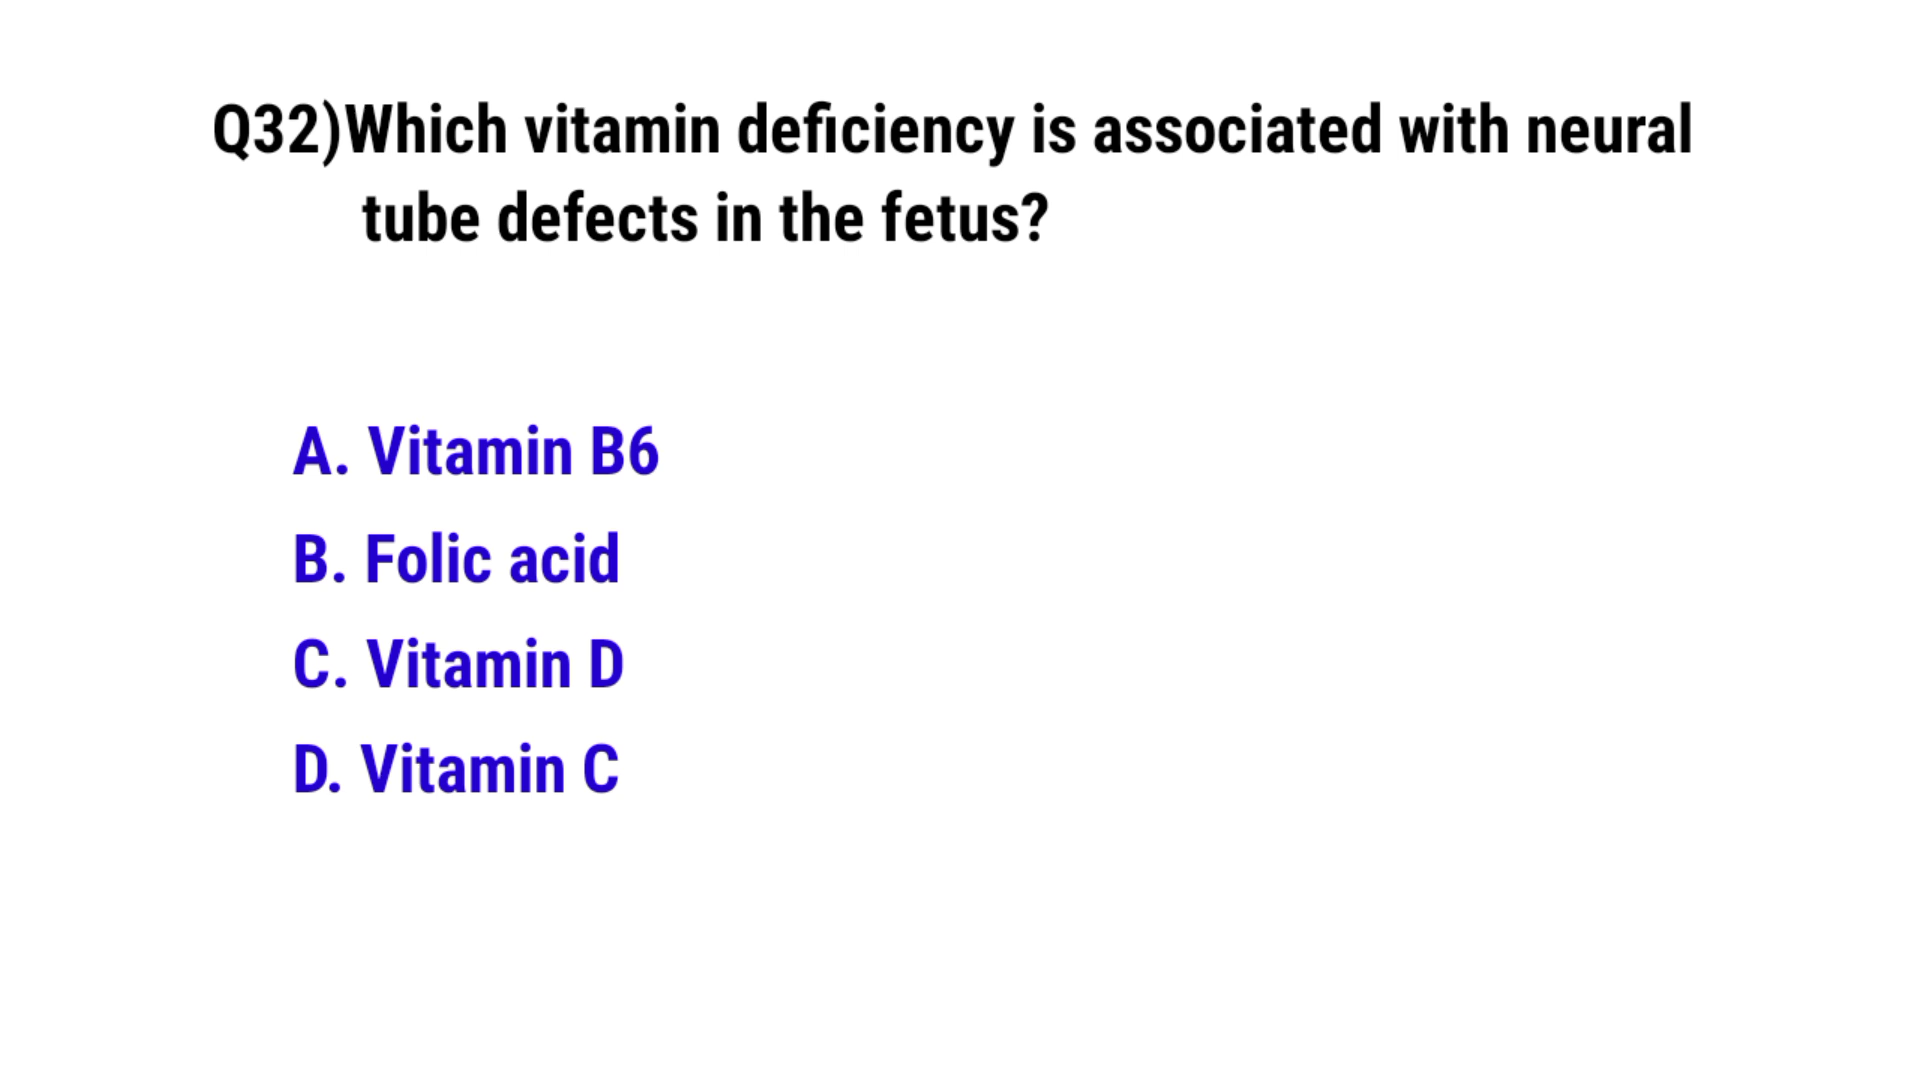 Q32)Which vitamin deficiency is associated with neural
tube defects in the fetus?
A. Vitamin B6
B. Folic acid
C. Vitamin D
D. Vitamin C